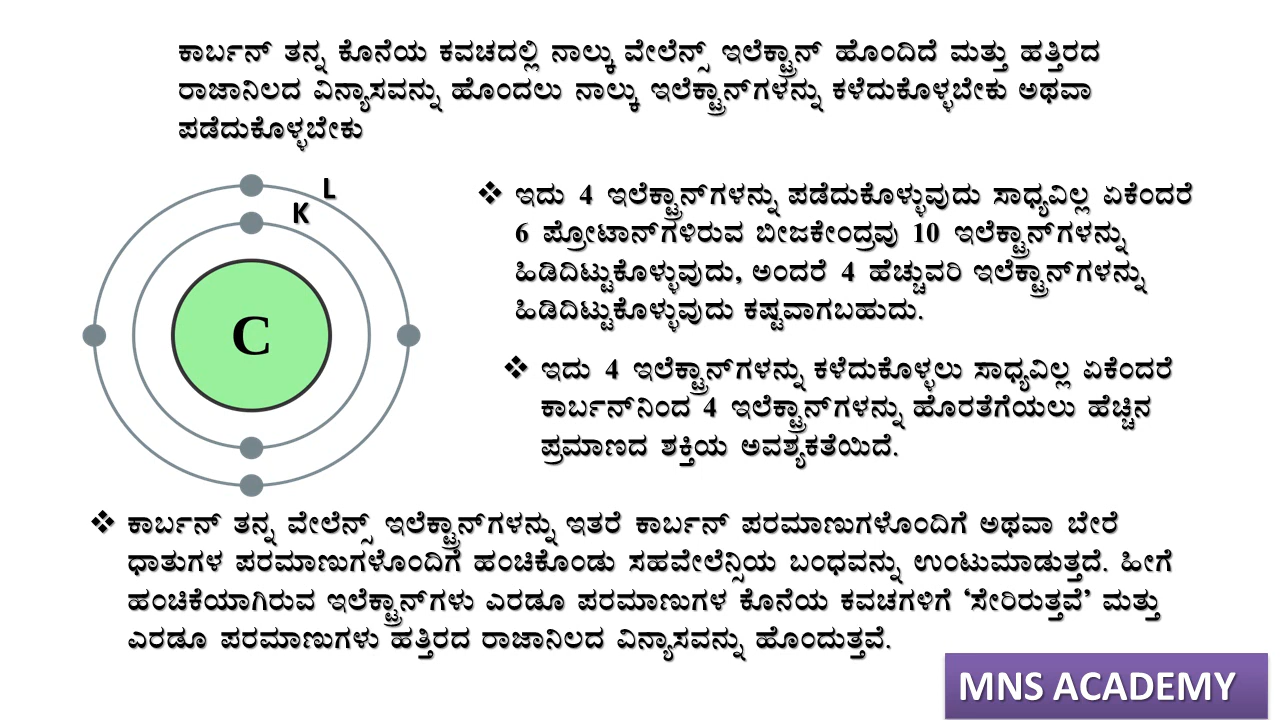 ಕಾರ್ಬನ್ ತನ್ನ ಕೊನೆಯ ಕವಚದಲ್ಲಿ ನಾಲ್ಕು ವೇಲೆನ್ಸ್ ಇಲೆಕ್ಟ್ರಾನ್ ಹೊಂದಿದೆ ಮತ್ತು ಹತ್ತಿರದ
ರಾಜಾನಿಲದ ವಿನ್ಯಾಸವನ್ನು ಹೊಂದಲು ನಾಲ್ಕು ಇಲೆಕ್ಟ್ರಾನ್‌ಗಳನ್ನು ಕಳೆದುಕೊಳ್ಳಬೇಕು ಅಥವಾ
ಪಡೆದುಕೊಳ್ಳಬೇಕು
L
K
C
❖ ಇದು 4 ಇಲೆಕ್ಟ್ರಾನ್‌ಗಳನ್ನು ಪಡೆದುಕೊಳ್ಳುವುದು ಸಾಧ್ಯವಿಲ್ಲ ಏಕೆಂದರೆ
6 ಪ್ರೋಟಾನ್‌ಗಳಿರುವ ಬೀಜಕೇಂದ್ರವು 10 ಇಲೆಕ್ಟ್ರಾನ್‌ಗಳನ್ನು
ಹಿಡಿದಿಟ್ಟುಕೊಳ್ಳುವುದು, ಅಂದರೆ 4 ಹೆಚ್ಚುವರಿ ಇಲೆಕ್ಟ್ರಾನ್‌ಗಳನ್ನು
ಹಿಡಿದಿಟ್ಟುಕೊಳ್ಳುವುದು ಕಷ್ಟವಾಗಬಹುದು.
❖ ಇದು 4 ಇಲೆಕ್ಟ್ರಾನ್‌ಗಳನ್ನು ಕಳೆದುಕೊಳ್ಳಲು ಸಾಧ್ಯವಿಲ್ಲ ಏಕೆಂದರೆ
ಕಾರ್ಬನ್‌ನಿಂದ 4 ಇಲೆಕ್ಟ್ರಾನ್‌ಗಳನ್ನು ಹೊರತೆಗೆಯಲು ಹೆಚ್ಚಿನ
ಪ್ರಮಾಣದ ಶಕ್ತಿಯ ಅವಶ್ಯಕತೆಯಿದೆ.
❖ ಕಾರ್ಬನ್ ತನ್ನ ವೇಲೆನ್ಸ್ ಇಲೆಕ್ಟ್ರಾನ್‌ಗಳನ್ನು ಇತರೆ ಕಾರ್ಬನ್ ಪರಮಾಣುಗಳೊಂದಿಗೆ ಅಥವಾ ಬೇರೆ
ಧಾತುಗಳ ಪರಮಾಣುಗಳೊಂದಿಗೆ ಹಂಚಿಕೊಂಡು ಸಹವೇಲೆನ್ಸಿಯ ಬಂಧವನ್ನು ಉಂಟುಮಾಡುತ್ತದೆ. ಹೀಗೆ
ಹಂಚಿಕೆಯಾಗಿರುವ ಇಲೆಕ್ಟ್ರಾನ್‌ಗಳು ಎರಡೂ ಪರಮಾಣುಗಳ ಕೊನೆಯ ಕವಚಗಳಿಗೆ ‘ಸೇರಿರುತ್ತವೆ’ ಮತ್ತು
ಎರಡೂ ಪರಮಾಣುಗಳು ಹತ್ತಿರದ ರಾಜಾನಿಲದ ವಿನ್ಯಾಸವನ್ನು ಹೊಂದುತ್ತವೆ.
MNS ACADEMY